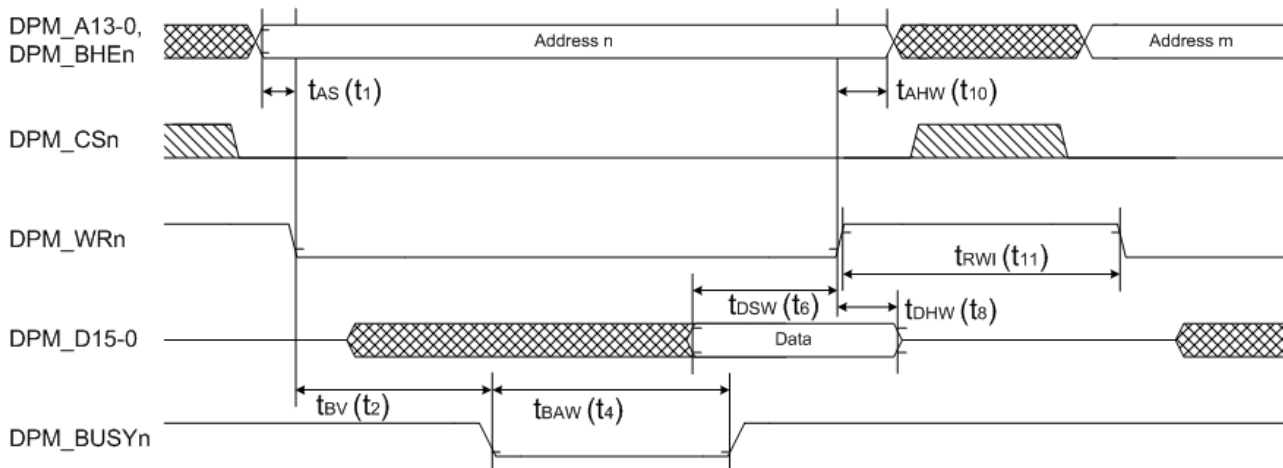 DPM_A13-0,
DPM_BHEn
Address n
Address m
tAS (t1)
tAHW (t10)
DPM_CSn
DPM_WRn
tRWI (t11)
tDSW (t6)
tDHW (t8)
DPM_D15-0
Data
tBV (t2)
tBAW (t4)
DPM_BUSYn